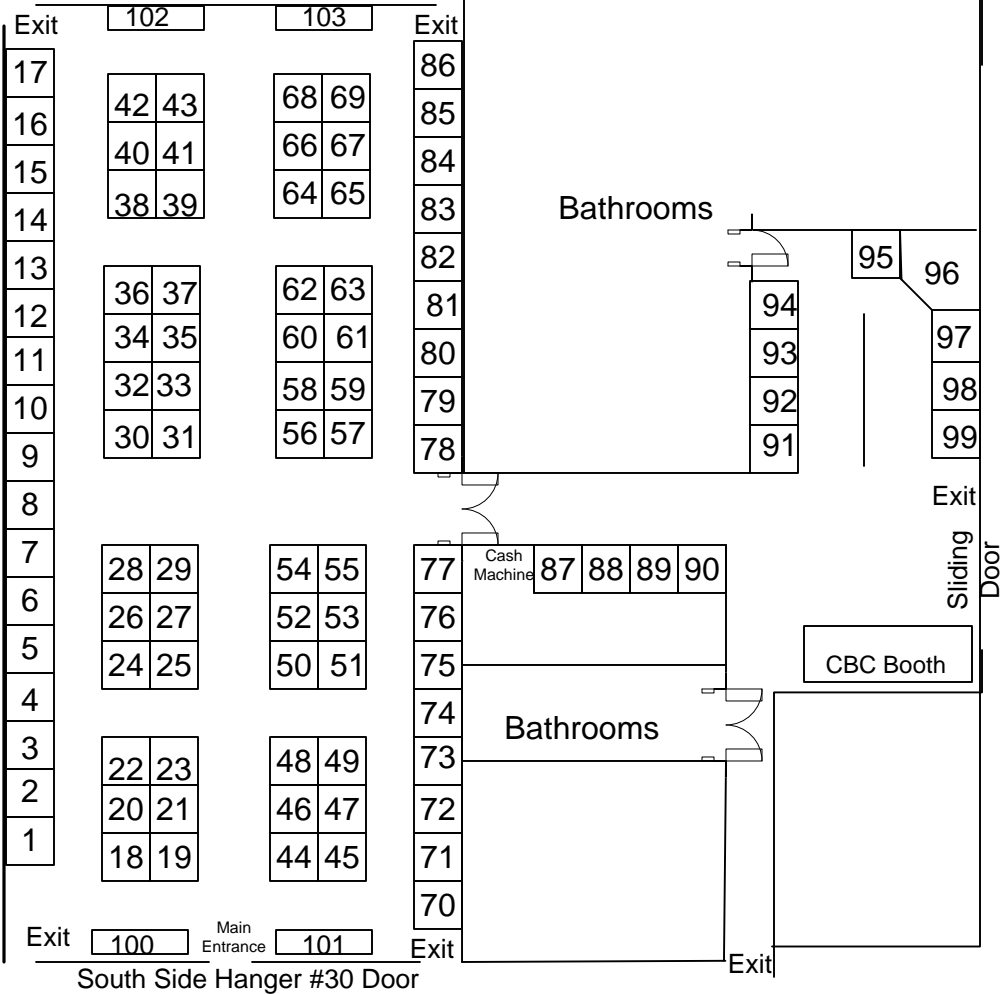 102 103
Exit Exit
17 86
42 43 68 69
16 85
40 41 66 67
15 84
38 39 64 65
14 83
Bathrooms
13 82 95 96
36 37 62 63
12 81 94
34 35 60 61 97
11 80 93
32 33 58 59 98
10 79 92
30 31 56 57 99
9 78 91
8 Exit
7 28 29 54 55 77 Cash
Machine 87 88 89 90
Sliding
Door
6 26 27 52 53 76
5 24 25 50 51 75 CBC Booth
4 74 Bathrooms
3 22 23 48 49 73
2 20 21 46 47 72
1 18 19 44 45 71
70
Exit 100 Main
Entrance 101 Exit
Exit
South Side Hanger #30 Door